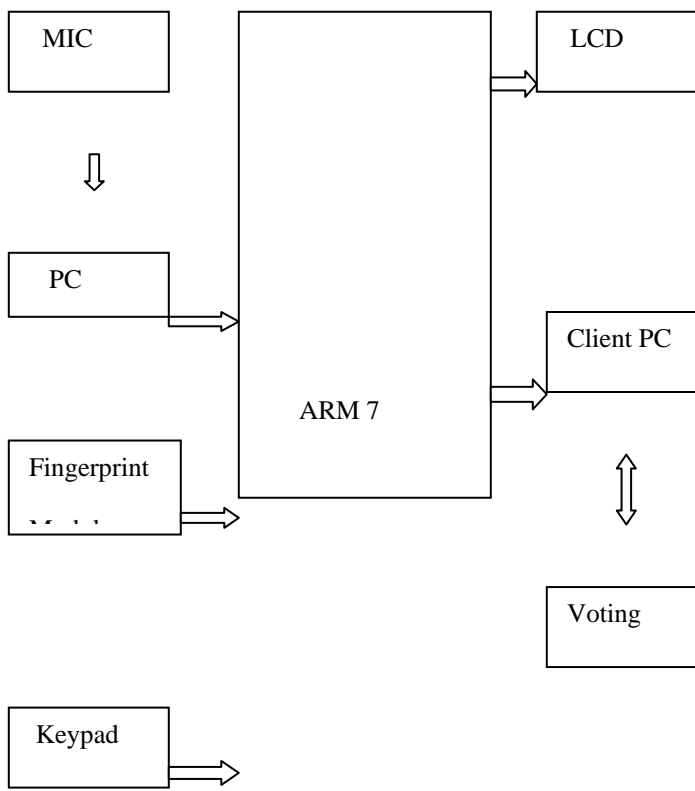 MIC
LCD
PC
Client PC
ARM 7
Fingerprint
Voting
Keypad